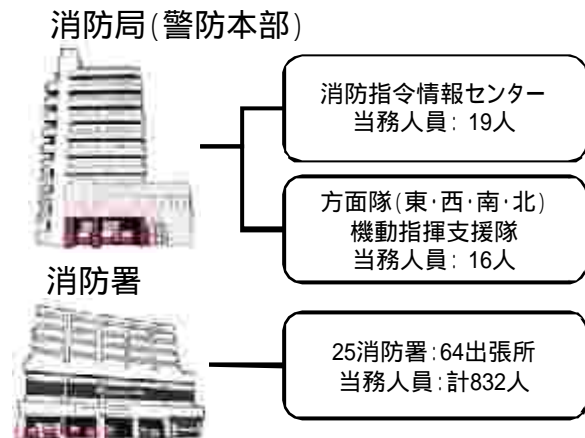 消防局(警防本部)
消防指令情報センター
当務人員: 19人
方面隊(東･西･南･北)
機動指揮支援隊
当務人員: 16人
消防署
25消防署:64出張所
当務人員:計832人